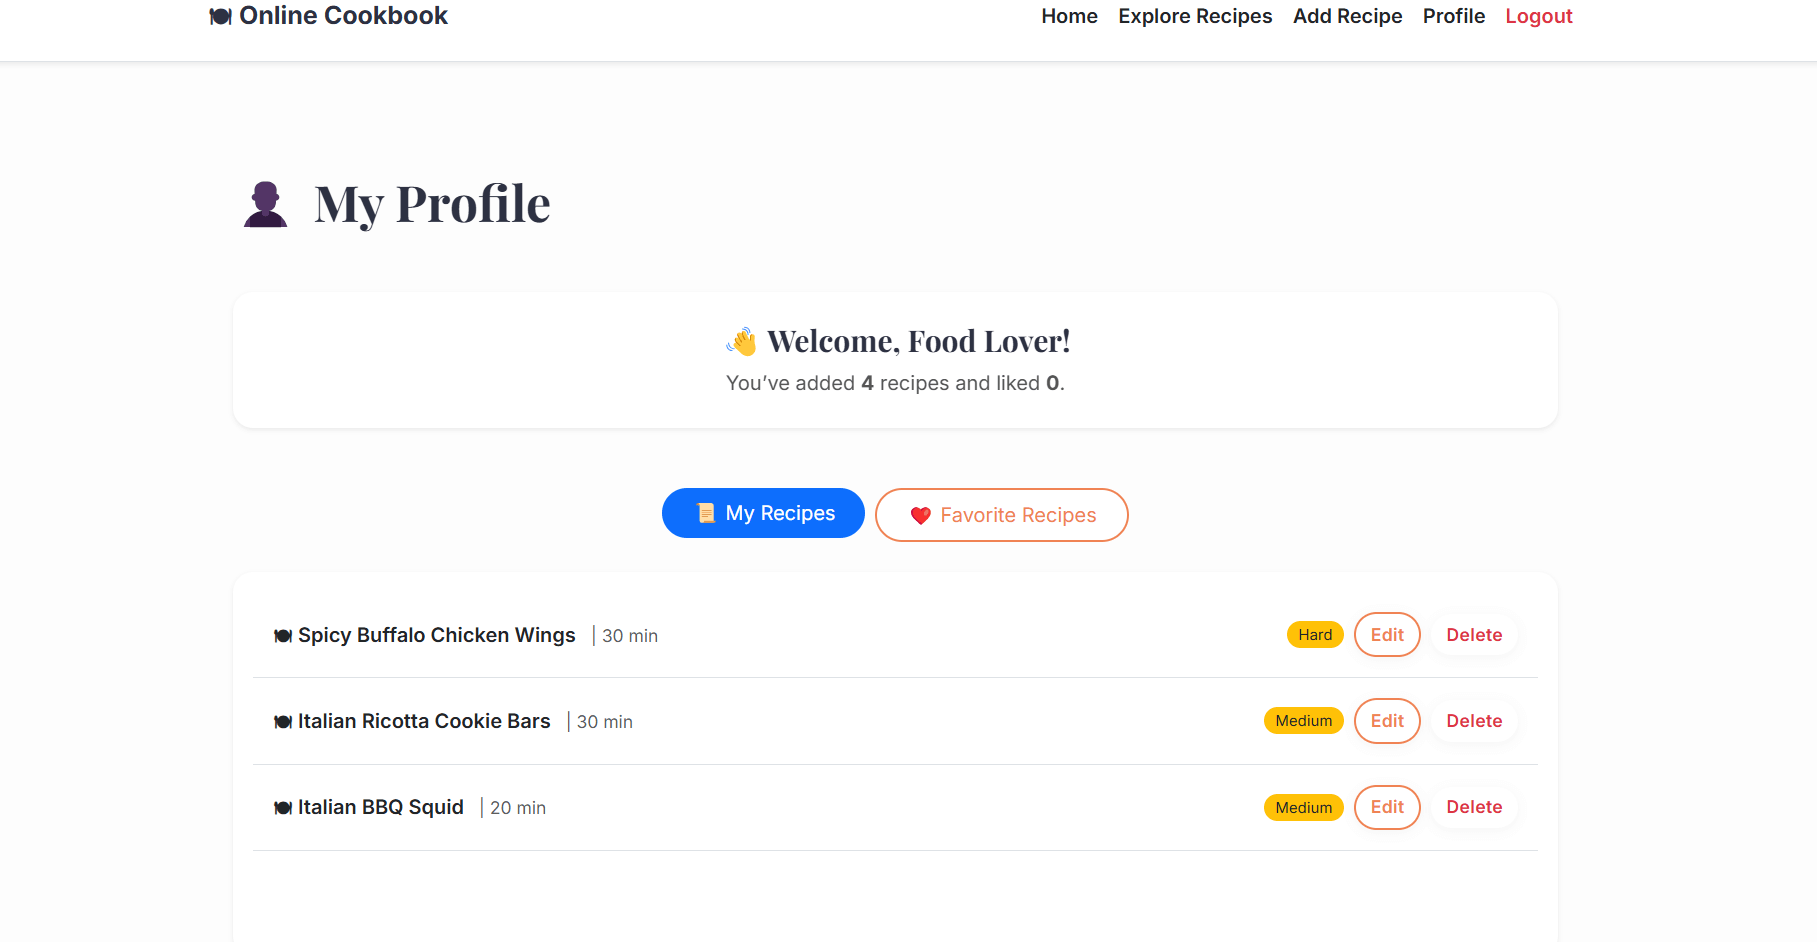 Online Cookbook
Home Explore Recipes Add Recipe Profile Logout
My Profile
Welcome, Food Lover!
You’ve added 4 recipes and liked 0.
My Recipes Favorite Recipes
Spicy Buffalo Chicken Wings | 30 min Hard Edit Delete
Italian Ricotta Cookie Bars | 30 min Medium Edit Delete
Italian BBQ Squid | 20 min Medium Edit Delete